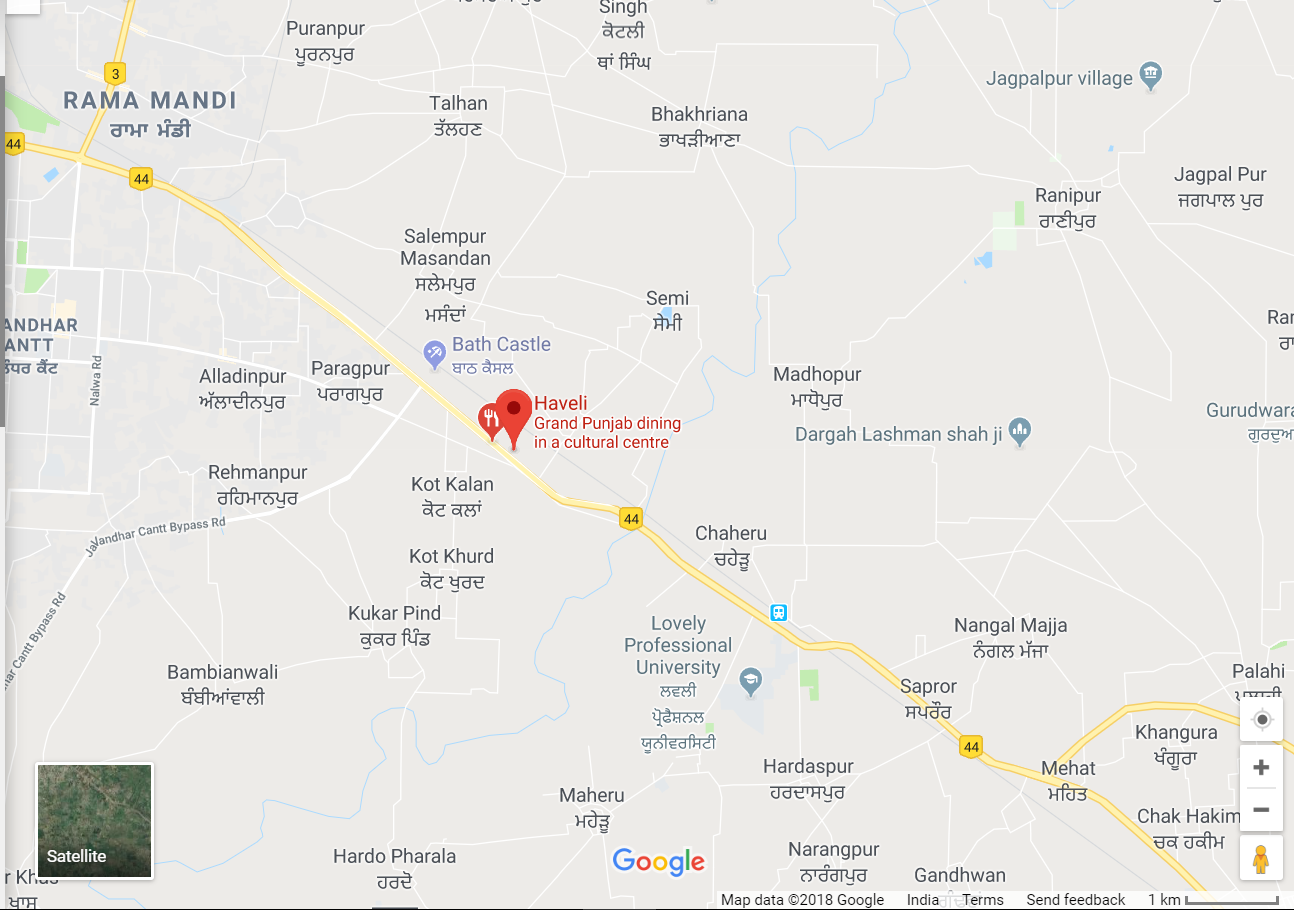 Singh
ਕੋਟਲੀ
ਥਾਂ ਸਿੰਘ
Puranpur
ਪੂਰਨਪੁਰ
3
RAMA MANDI
ਰਾਮਾ ਮੰਡੀ
44
44
Talhan
ਤੱਲਹਣ
Bhakhriana
ਭਾਖੜੀਆਣਾ
Jagpalpur village
Jagpal Pur
ਜਗਪਾਲ ਪੁਰ
Ranipur
ਰਾਣੀਪੁਰ
Salempur
Masandan
ਸਲੇਮਪੁਰ
ਮਸੰਦਾਂ
Semi
ਸੇਮੀ
ANDHAR
ANTT
ਕੈਂਟ
Nalwa Rd
Bath Castle
ਬਾਠ ਕੈਸਲ
Alladinpur
ਅੱਲਾਦੀਨਪੁਰ
Paragpur
ਪਰਾਗਪੁਰ
Madhopur
ਮਾਧੋਪੁਰ
Haveli
Grand Punjab dining
in a cultural centre
Dargah Lashman shah ji
Gurudwara
Rehmanpur
ਰਹਿਮਾਨਪੁਰ
Kot Kalan
ਕੋਟ ਕਲਾਂ
Jalandhar Cantt Bypass Rd
44
Chaheru
ਚਹੇੜੂ
Kot Khurd
ਕੋਟ ਖੁਰਦ
Kukar Pind
ਕੁਕਰ ਪਿੰਡ
Cantt Bypass Rd
Lovely
Professional
University
ਲਵਲੀ
ਪ੍ਰੋਫੈਸ਼ਨਲ
ਯੂਨੀਵਰਸਿਟੀ
Nangal Majja
ਨੰਗਲ ਮੱਜਾ
Bambianwali
ਬੰਬੀਆਂਵਾਲੀ
Sapror
ਸਪਰੌਰ
Palahi
44
Khangura
ਖੰਗੂਰਾ
Hardaspur
ਹਰਦਾਸਪੁਰ
Mehat
ਮਹਿਤ
Maheru
ਮਹੇੜੂ
Chak Hakim
ਚਕ ਹਕੀਮ
Satellite
Hardo Pharala
ਹਰਦੋ
Google
Narangpur
ਨਾਰੰਗਪੁਰ
Gandhwan
ਖਾਸ
Map data ©2018 Google India Terms Send feedback 1 km